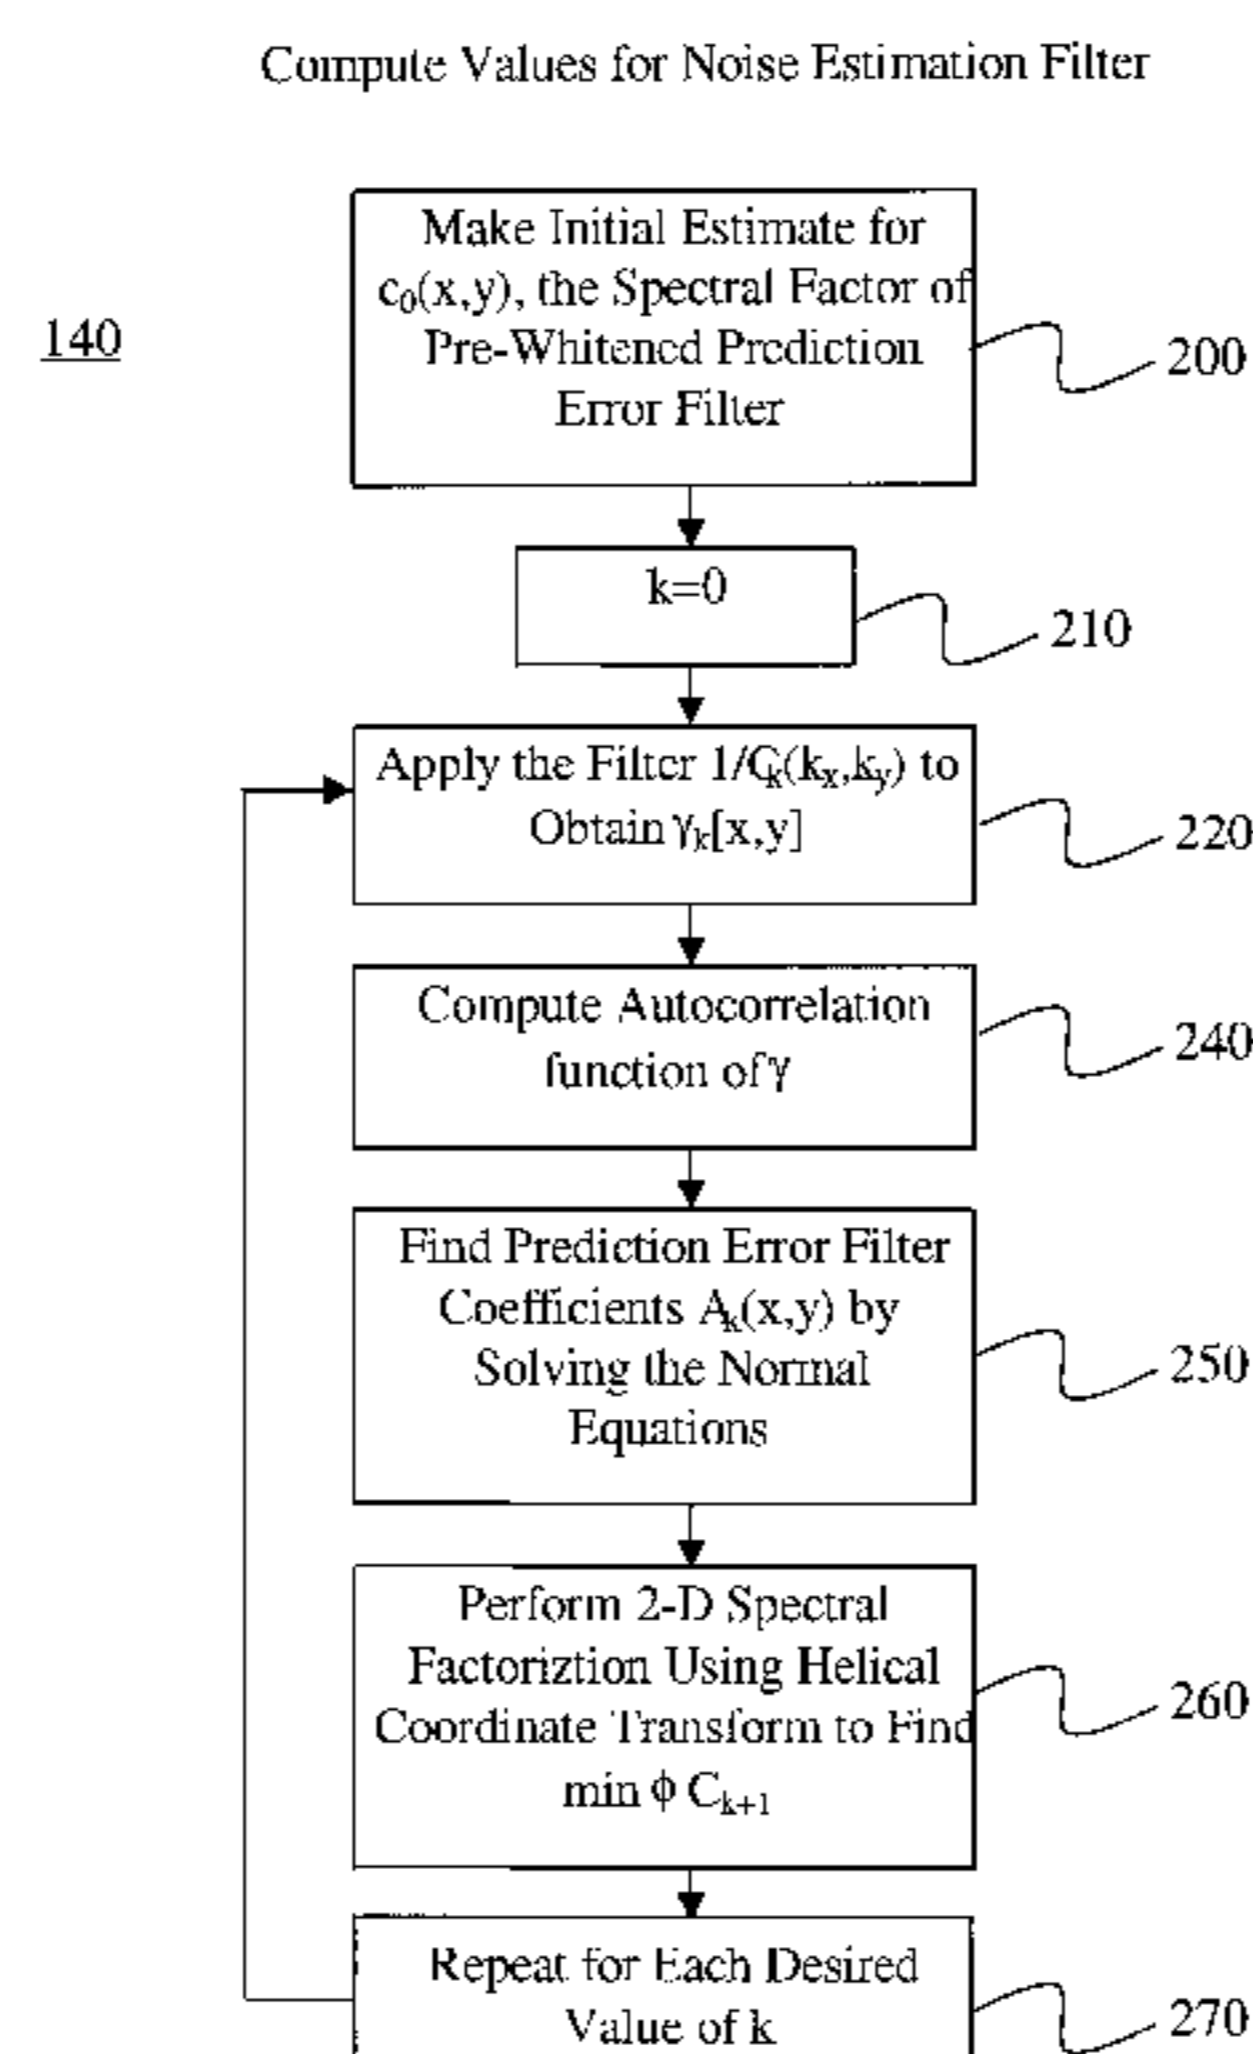 Compute Values for Noise Estimation Filter
140
Make Initial Estimate for
c₀(x,y), the Spectral Factor of
Pre-Whitened Prediction
Error Filter
200
k=0
210
Apply the Filter 1/Cₖ(kₓ,k_y) to
Obtain γₖ[x,y]
220
Compute Autocorrelation
function of γ
240
Find Prediction Error Filter
Coefficients Aₖ(x,y) by
Solving the Normal
Equations
250
Perform 2-D Spectral
Factoriztion Using Helical
Coordinate Transform to Find
min ϕ Cₖ₊₁
260
Repeat for Each Desired
Value of k
270